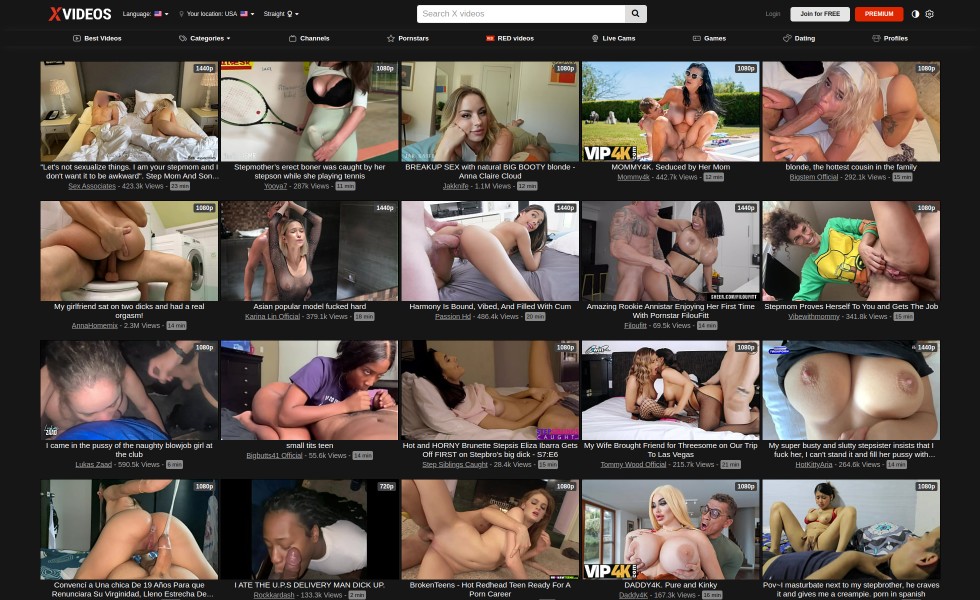 XVIDEOS
Language:
Your location: USA
Straight
Search X videos
Login
Join for FREE
PREMIUM
Best Videos
Categories
Channels
Pornstars
RED videos
Live Cams
Games
Dating
Profiles
1440p
"Let's not sexualize things. I am your stepmom and I
don't want it to be awkward". Step Mom And Son...
Sex Associates - 423.3k Views - 23 min
1080p
Stepmother's erect boner was caught by her
stepson while she playing tennis
Yooya7 - 287k Views - 11 min
1080p
BREAKUP SEX with natural BIG BOOTY blonde -
Anna Claire Cloud
Jakknife - 1.1M Views - 12 min
1080p
VIP4K.com
MOMMY4K. Seduced by Her Mom
Mommy4k - 442.7k Views - 12 min
1080p
blonde, the hottest cousin in the family
Bigstem Official - 292.1k Views - 15 min
1080p
My girlfriend sat on two dicks and had a real
orgasm!
AnnaHomemix - 2.3M Views - 14 min
1440p
Asian popular model fucked hard
Karina Lin Official - 379.1k Views - 18 min
1440p
Harmony Is Bound, Vibed, And Filled With Cum
Passion Hd - 486.4k Views - 20 min
1440p
Amazing Rookie Annistar Enjoying Her First Time
With Pornstar FilouFitt
Filoufitt - 69.5k Views - 14 min
1080p
Stepmom Proves Herself To You and Gets The Job
Vibewithmommy - 341.8k Views - 15 min
1080p
I came in the pussy of the naughty blowjob girl at
the club
Lukas Zaad - 590.5k Views - 6 min
1080p
small tits teen
Bigbutts41 Official - 55.6k Views - 14 min
1080p
CAUGHT
Hot and HORNY Brunette Stepsis Eliza Ibarra Gets
Off FIRST on Stepbro's big dick - S7:E6
Step Siblings Caught - 28.4k Views - 15 min
1080p
My Wife Brought Friend for Threesome on Our Trip
To Las Vegas
Tommy Wood Official - 215.7k Views - 21 min
1440p
My super busty and slutty stepsister insists that I
fuck her, I can't stand it and fill her pussy with...
HotKittyAria - 264.6k Views - 14 min
1080p
Convencí a Una chica De 19 Años Para que
Renunciara Su Virginidad, Lleno Estrecha De...
720p
I ATE THE U.P.S DELIVERY MAN DICK UP.
Rockkardash - 133.3k Views - 2 min
1080p
BrokenTeens - Hot Redhead Teen Ready For A
Porn Career
1080p
VIP4K.com
DADDY4K. Pure and Kinky
Daddy4k - 167.3k Views - 16 min
1080p
Pov~I masturbate next to my stepbrother, he craves
it and gives me a creampie. porn in spanish